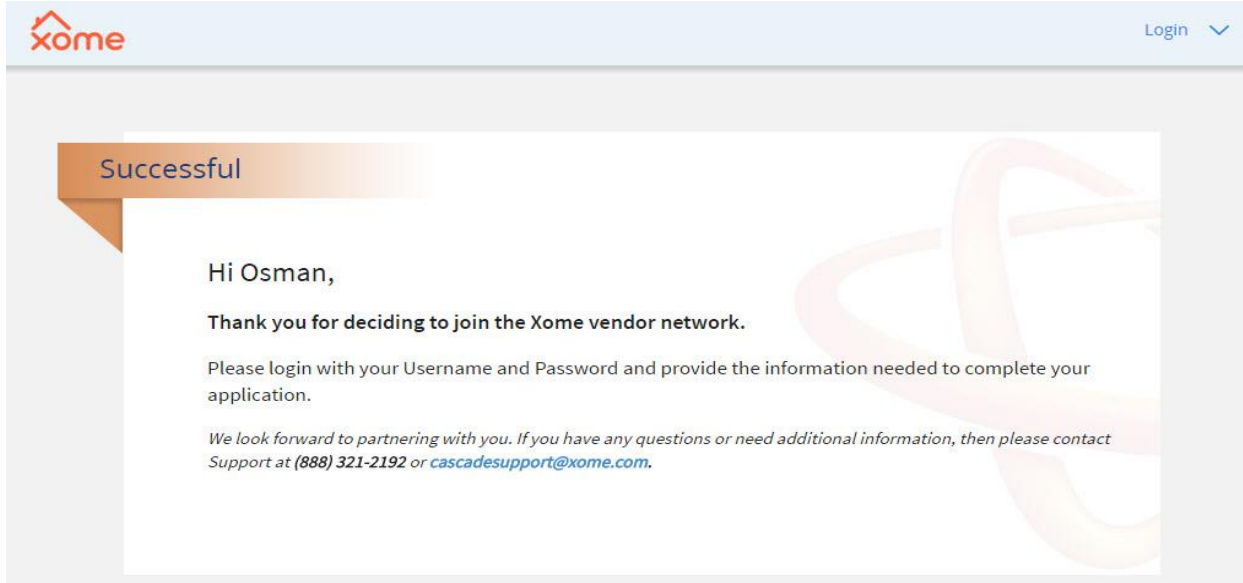 xome
Login
Successful
Hi Osman,
Thank you for deciding to join the Xome vendor network.
Please login with your Username and Password and provide the information needed to complete your
application.
We look forward to partnering with you. If you have any questions or need additional information, then please contact
Support at (888) 321-2192 or cascadesupport@xome.com.